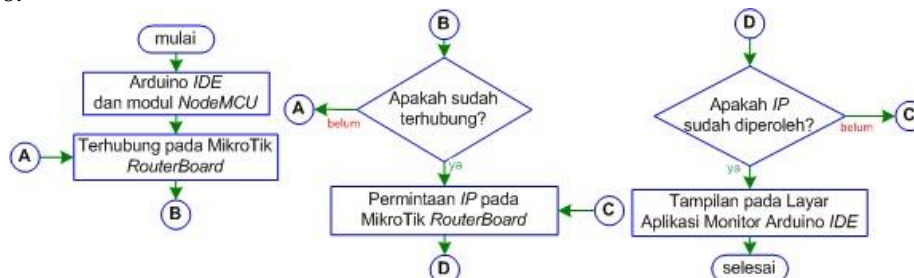 mulai
Arduino IDE
dan modul NodeMCU
A
Terhubung pada MikroTik
RouterBoard
B
B
Apakah sudah
terhubung?
A
belum
ya
Permintaan IP pada
MikroTik RouterBoard
C
D
D
Apakah IP
sudah diperoleh?
belum
C
ya
Tampilan pada Layar
Aplikasi Monitor Arduino IDE
selesai